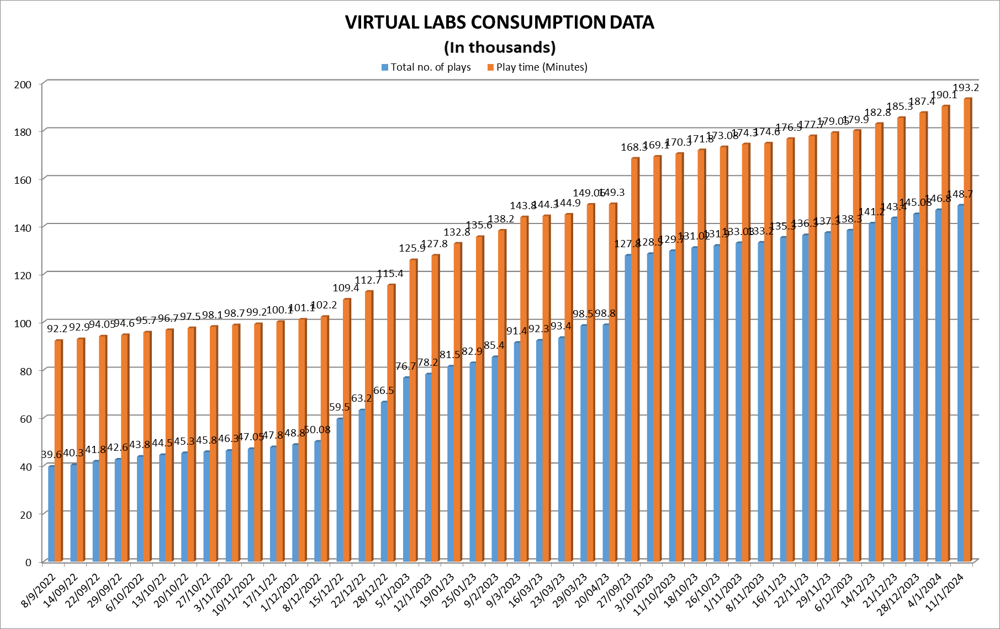 VIRTUAL LABS CONSUMPTION DATA
(In thousands)
Total no. of plays Play time (Minutes)
200
180
160
140
120
100
80
60
40
20
0
92.2 92.9 94.05 94.6 95.7 96.7 97.5 98.1 98.7 99.2 100.1 101.1 102.2 109.4 112.7 115.4 125.9 127.8 132.8 135.6 138.2 143.8 144.3 144.9 149.06 149.3 168.3 169.1 170.3 171.8 173.08 174.3 174.6 176.5 177.7 179.05 179.9 182.8 185.3 187.4 190.1 193.2
39.6 40.3 41.8 42.6 43.8 44.5 45.3 45.8 46.3 47.05 47.8 48.8 50.08 59.5 63.2 66.5 76.7 78.2 81.5 82.9 85.4 91.4 92.3 93.4 98.5 98.8 127.8 128.5 129.7 131.02 131.9 133.03 133.2 135.3 136.3 137.3 138.3 141.2 143.4 145.08 146.8 148.7
8/9/2022 14/09/22 22/09/22 29/09/22 6/10/2022 13/10/22 20/10/22 27/10/22 3/11/2022 10/11/2022 17/11/22 1/12/2022 8/12/2022 15/12/22 22/12/22 28/12/22 5/1/2023 12/1/2023 19/01/23 25/01/23 9/2/2023 9/3/2023 16/03/23 23/03/23 29/03/23 20/04/23 27/09/23 3/10/2023 11/10/2023 18/10/23 26/10/23 1/11/2023 8/11/2023 16/11/23 22/11/23 29/11/23 6/12/2023 14/12/23 21/12/23 28/12/2023 4/1/2024 11/1/2024